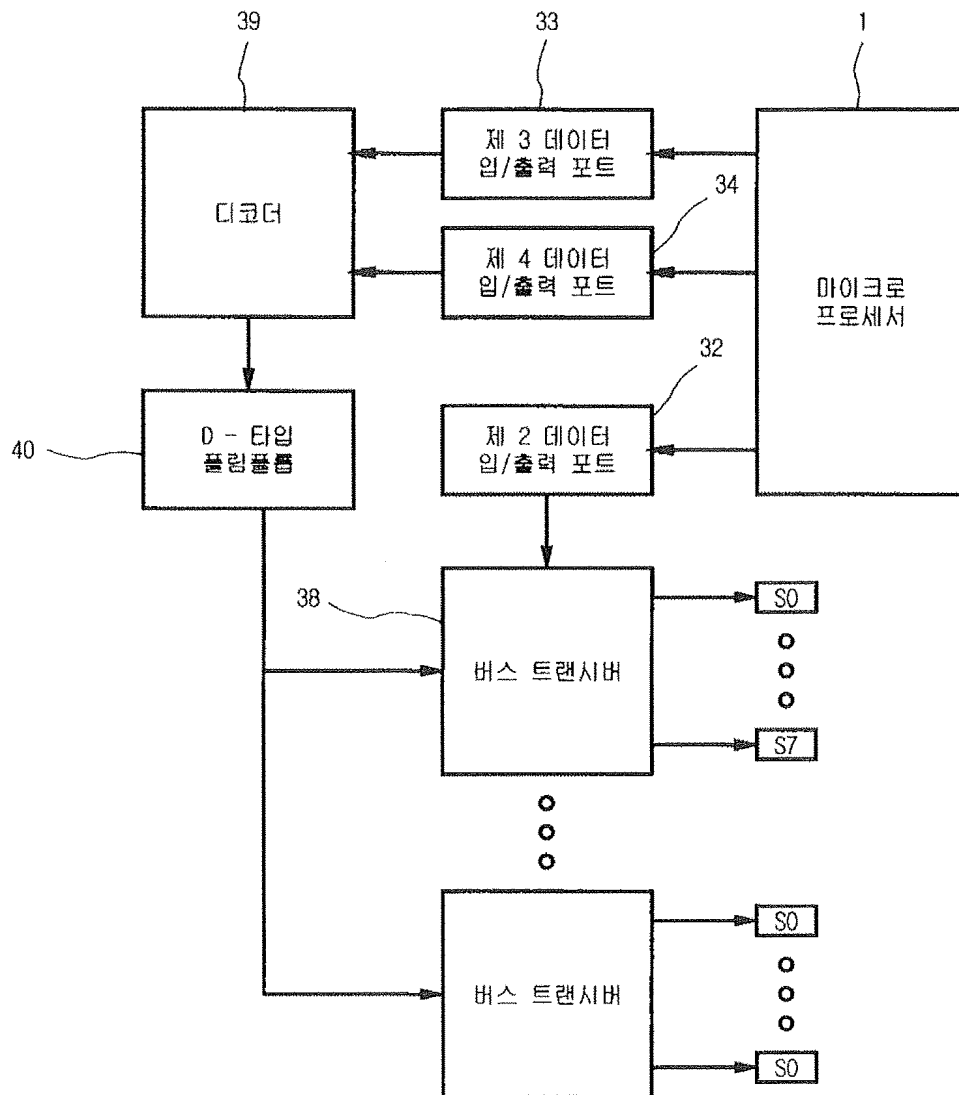 39
33
1
제 3 데이터
입/출력 포트
34
디코더
제 4 데이터
입/출력 포트
마이크로
프로세서
32
40
D - 타입
플립플롭
제 2 데이터
입/출력 포트
38
S0
버스 트랜시버
S7
S0
버스 트랜시버
S0